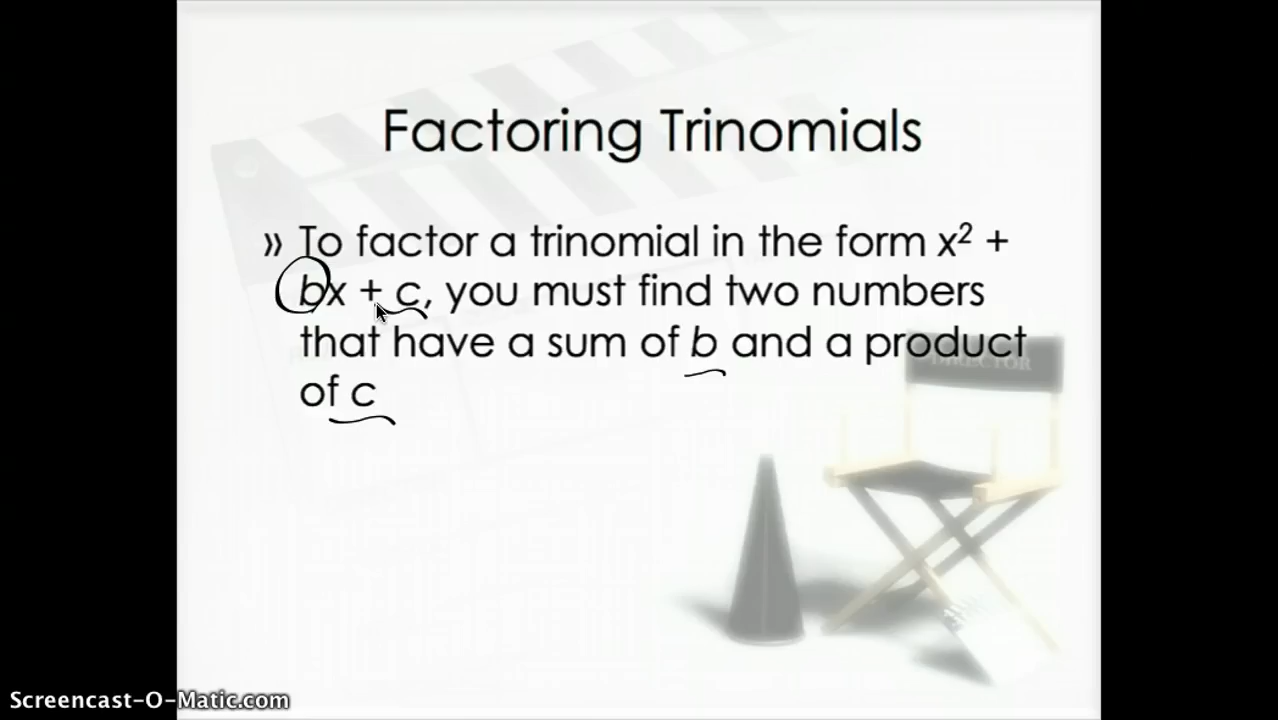 Factoring Trinomials
» To factor a trinomial in the form x² +
bx + c, you must find two numbers
that have a sum of b and a product
of c
DIRECTOR
Screencast-O-Matic.com